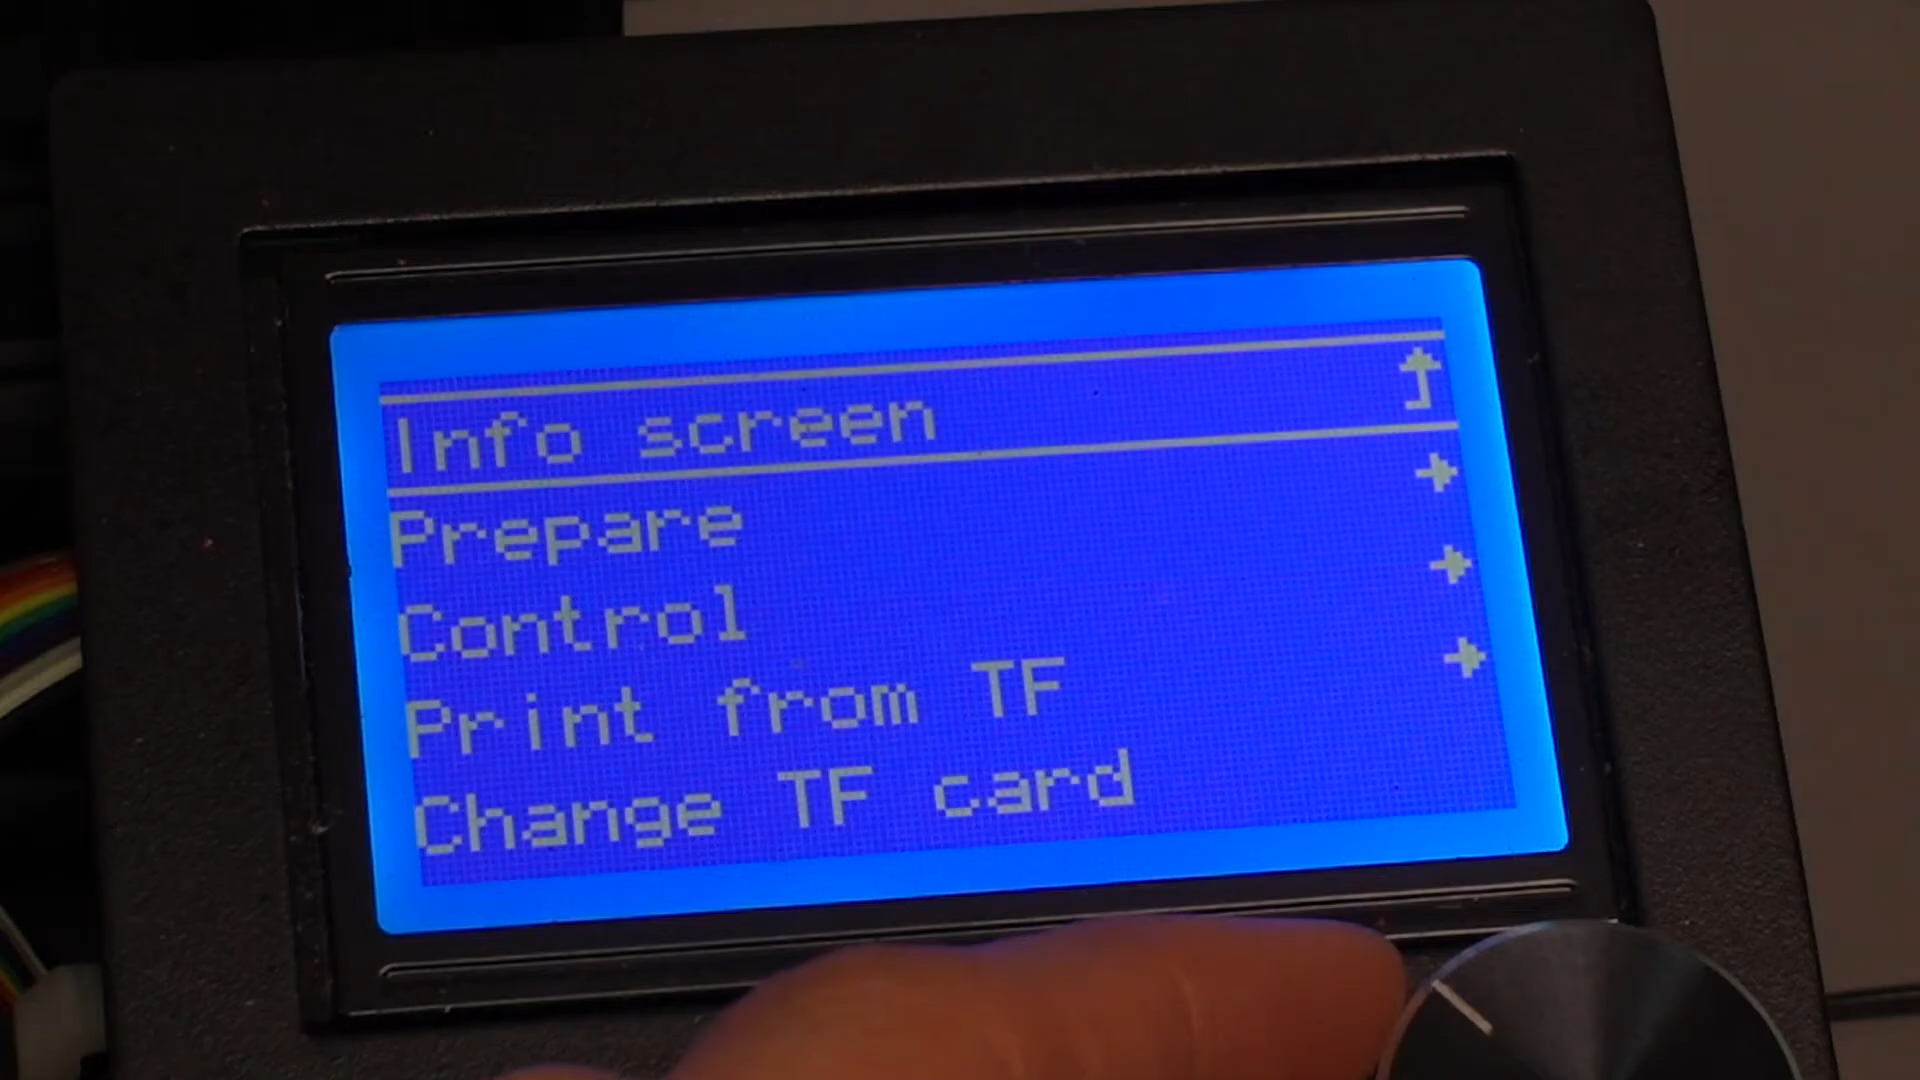 Info screen
Prepare
Control
Print from TF
Change TF card